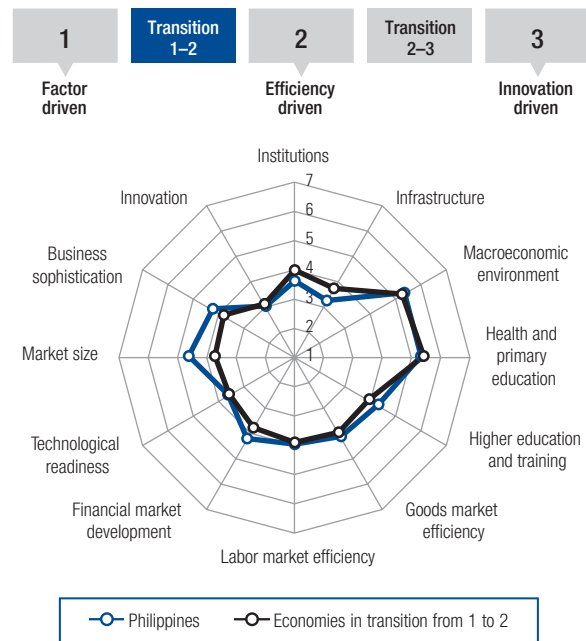 1
Transition
1–2
2
Transition
2–3
3
Factor
driven
Efficiency
driven
Innovation
driven
Institutions
Infrastructure
Macroeconomic
environment
Health and
primary
education
Higher education
and training
Goods market
efficiency
Labor market efficiency
Financial market
development
Technological
readiness
Market size
Business
sophistication
Innovation
7
6
5
4
3
2
1
Philippines
Economies in transition from 1 to 2